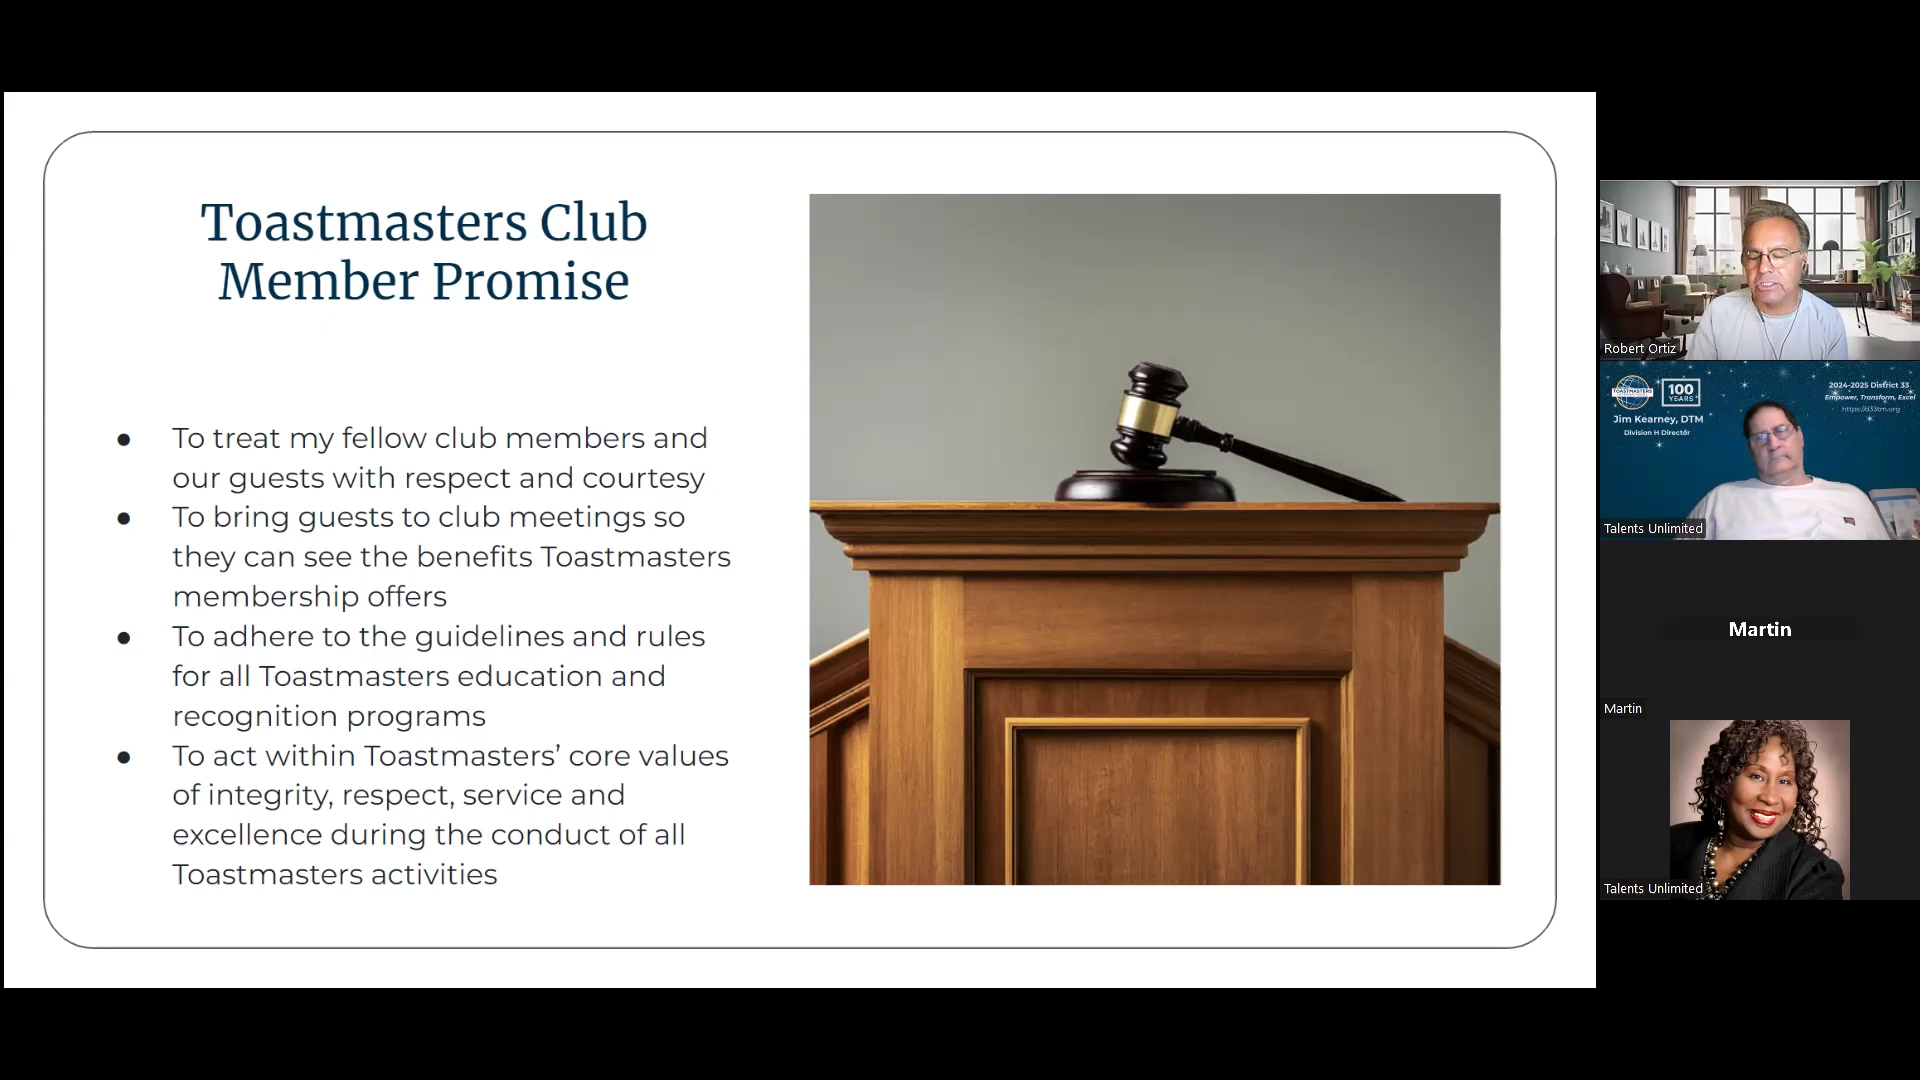 Toastmasters Club
Member Promise
● To treat my fellow club members and
our guests with respect and courtesy
● To bring guests to club meetings so
they can see the benefits Toastmasters
membership offers
● To adhere to the guidelines and rules
for all Toastmasters education and
recognition programs
● To act within Toastmasters’ core values
of integrity, respect, service and
excellence during the conduct of all
Toastmasters activities
Robert Ortiz
TOASTMASTERS
100
YEARS
Jim Kearney, DTM
Division H Director
2024-2025 District 33
Empower, Transform, Excel
https://d33tm.org
Talents Unlimited
Martin
Martin
Talents Unlimited